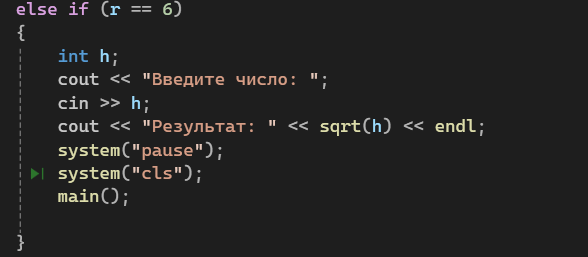 else if (r == 6)
{
int h;
cout << "Введите число: ";
cin >> h;
cout << "Результат: " << sqrt(h) << endl;
system("pause");
system("cls");
main();
}